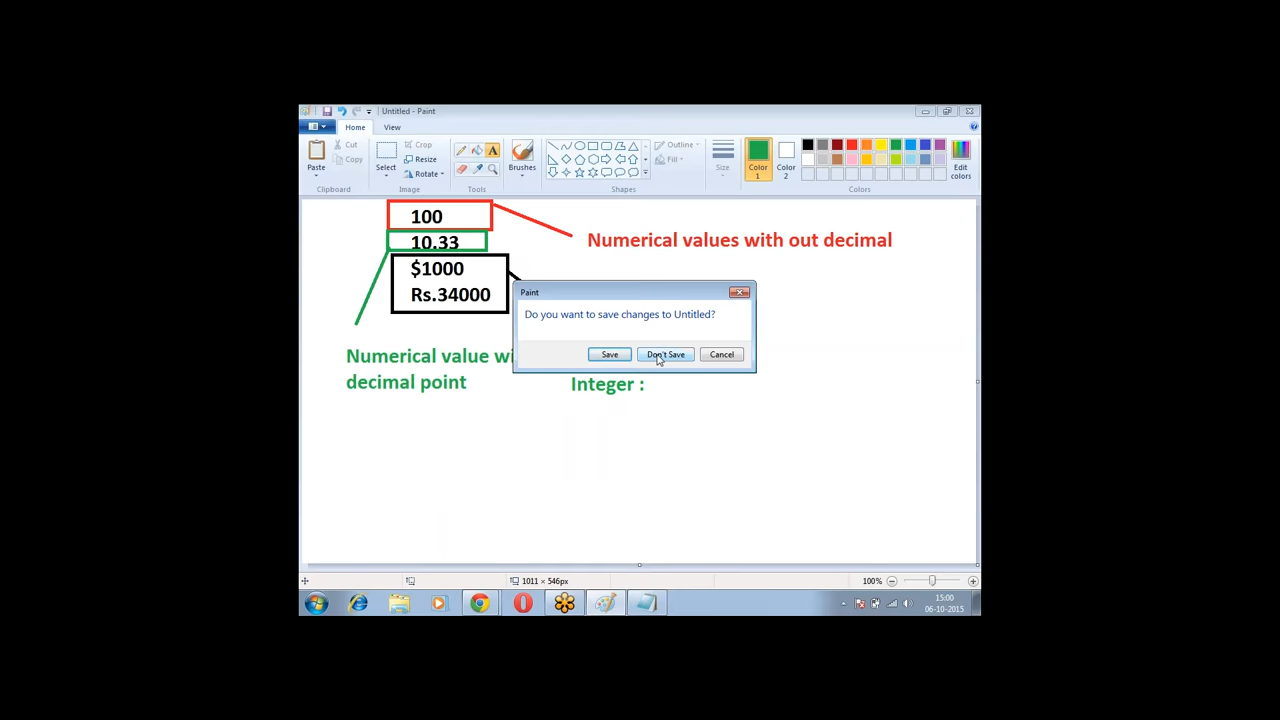 Untitled - Paint
Home
View
Paste
Cut
Copy
Clipboard
Select
Crop
Resize
Rotate
Image
Tools
Brushes
Shapes
Outline
Fill
Size
Color 1
Color 2
Edit colors
Colors
100
10.33
$1000
Rs.34000
Numerical values with out decimal
Numerical value
decimal point
Integer :
Paint
Do you want to save changes to Untitled?
Save
Don't Save
Cancel
1011 × 546px
100%
15:00
06-10-2015